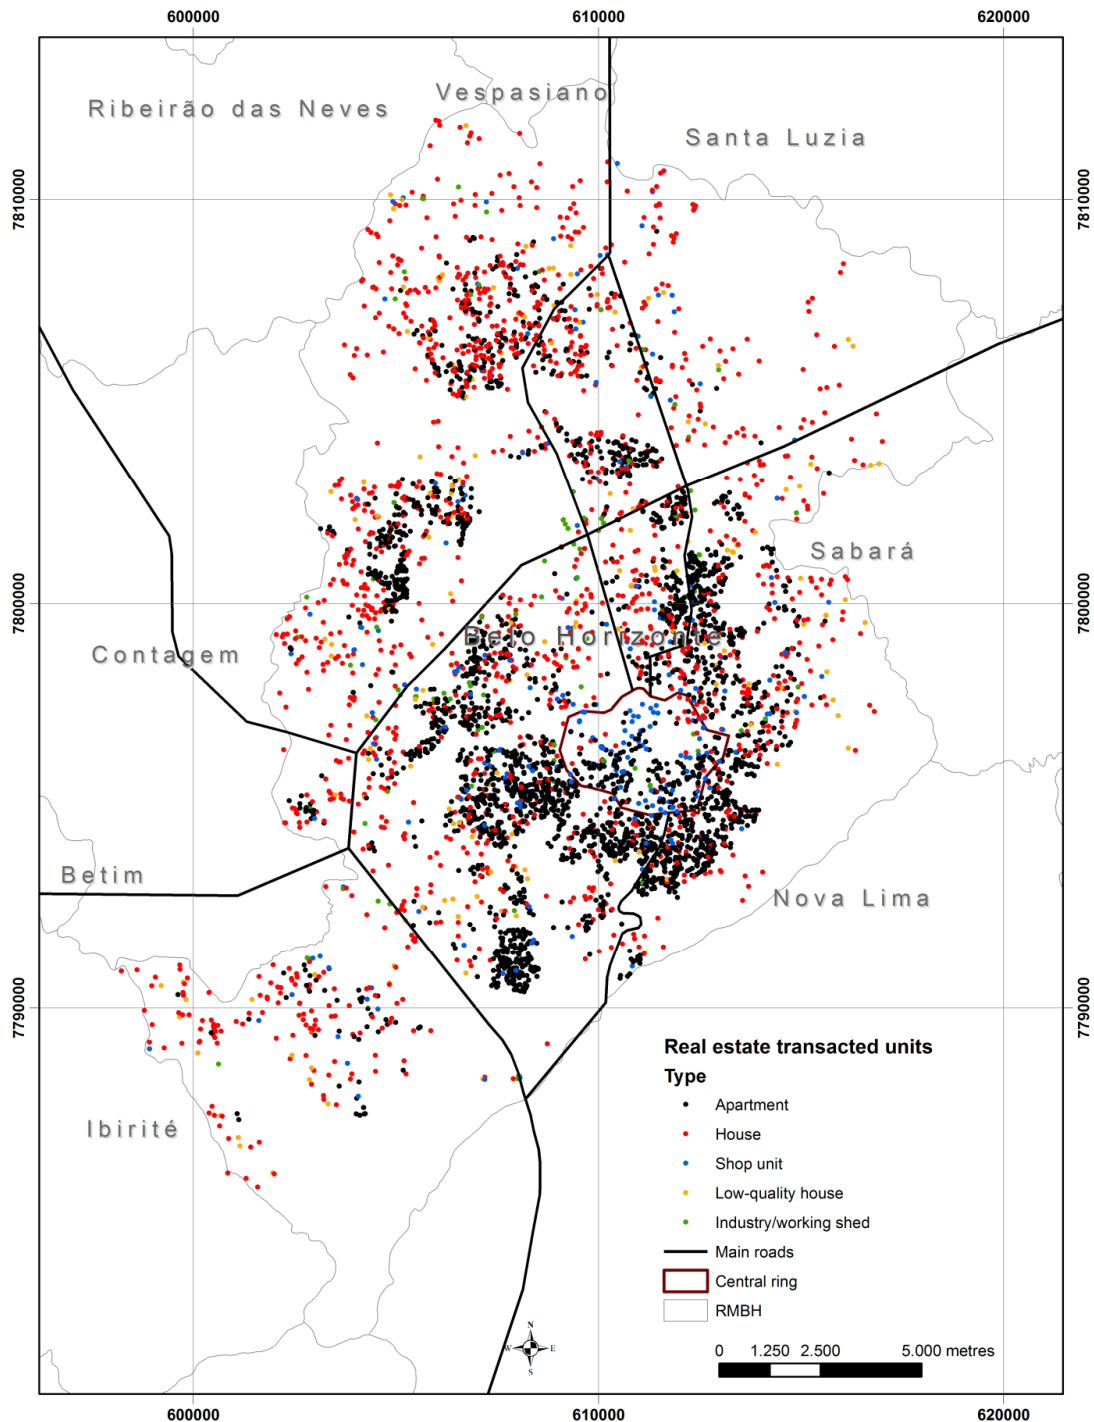 600000 610000 620000
Vespasiano
Ribeirão das Neves
Santa Luzia
7810000 7810000
Sabará
7800000 7800000
Belo Horizonte
Contagem
Betim
Nova Lima
7790000 7790000
Real estate transacted units
Type
Apartment
House
Shop unit
Ibirité
Low-quality house
Industry/working shed
Main roads
Central ring
RMBH
N
W E
S
0 1.250 2.500 5.000 metres
600000 610000 620000